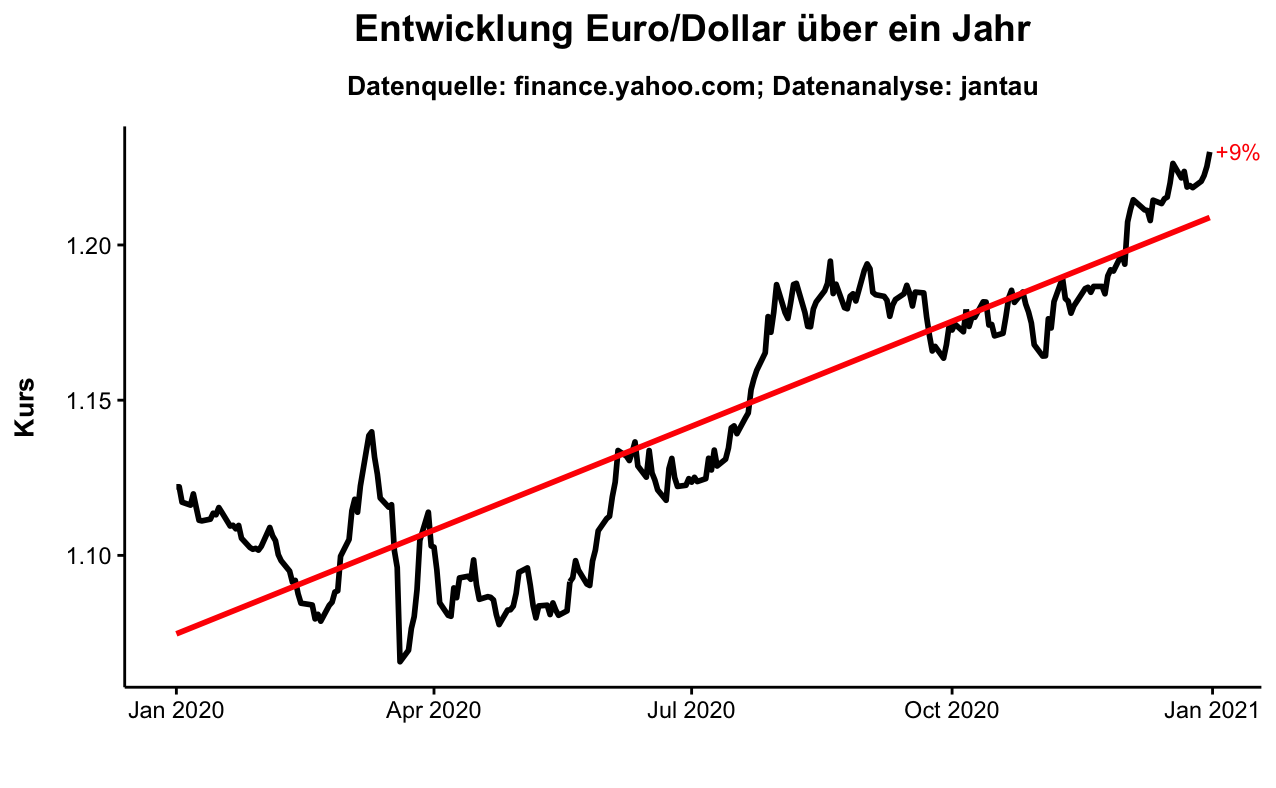 Entwicklung Euro/Dollar über ein Jahr
Datenquelle: finance.yahoo.com; Datenanalyse: jantau
+9%
1.20
1.15
1.10
Kurs
Jan 2020 Apr 2020 Jul 2020 Oct 2020 Jan 2021